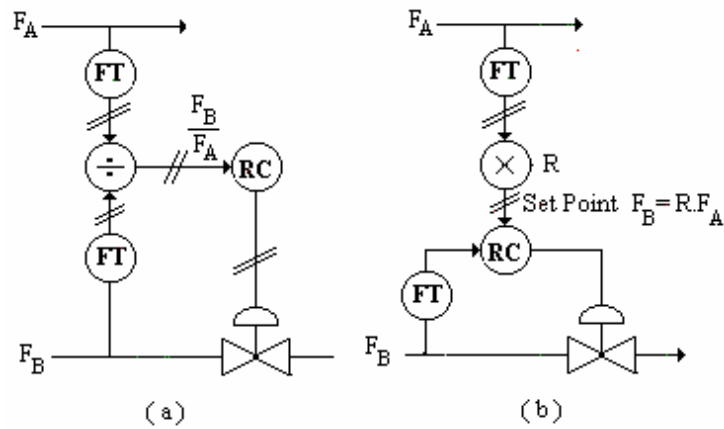 F_A
FT
÷
F_B
F_A
RC
FT
F_B
( a )
F_A
FT
× R
Set Point F_B = R.F_A
RC
FT
F_B
( b )